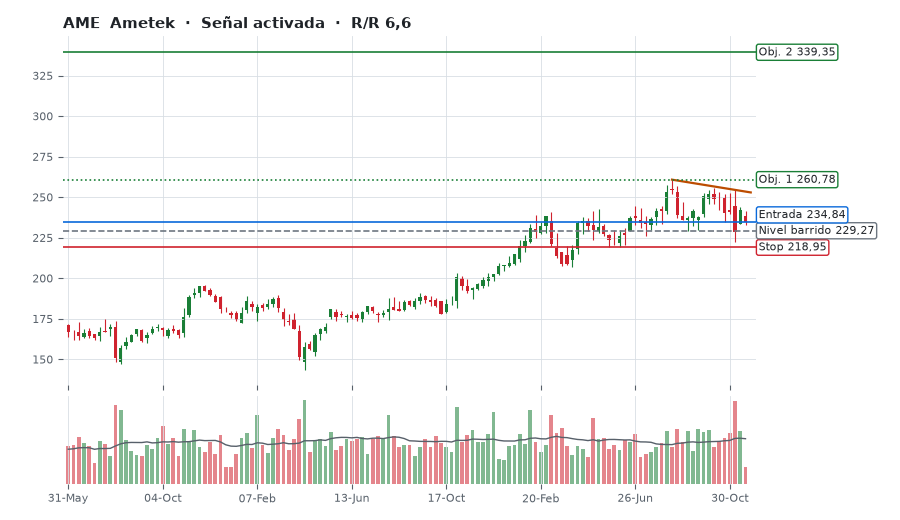 AME Ametek · Señal activada · R/R 6,6
Obj. 2 339,35
325
300
275
Obj. 1 260,78
250
Entrada 234,84
Nivel barrido 229,27
225
Stop 218,95
200
175
150
31-May
04-Oct
07-Feb
13-Jun
17-Oct
20-Feb
26-Jun
30-Oct